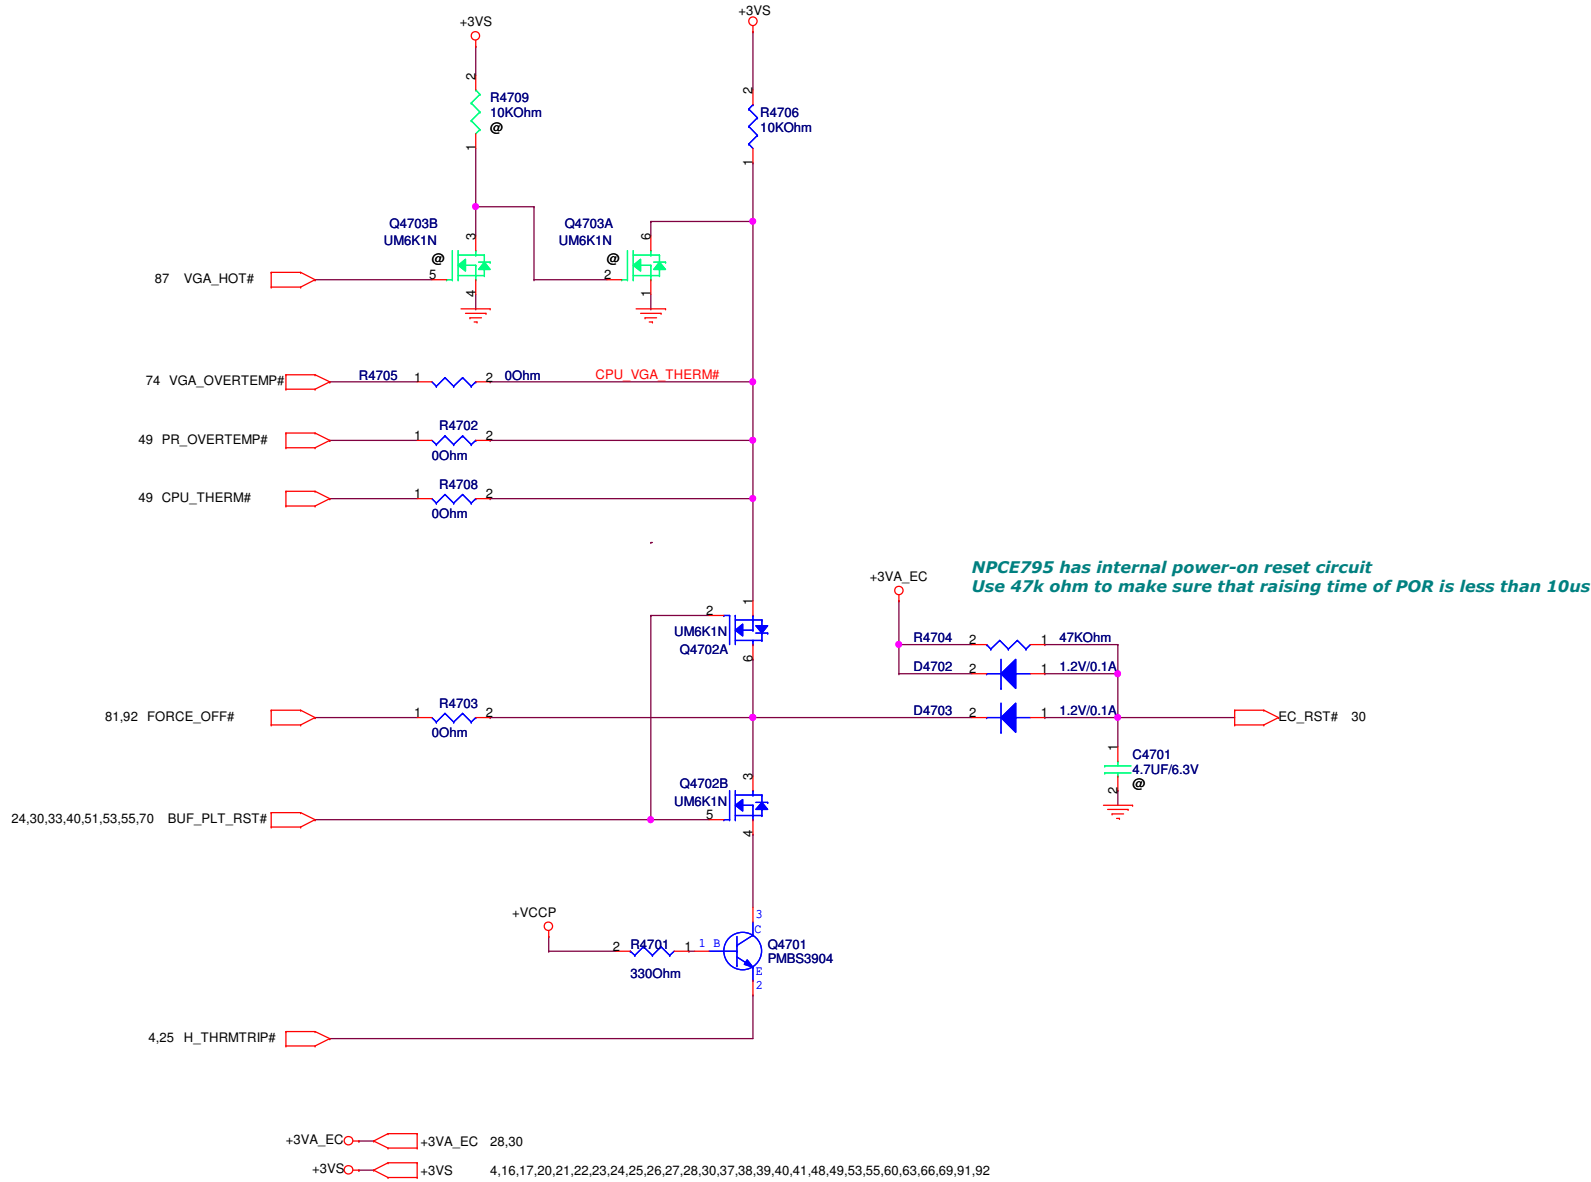 +3VS
+3VS
2
R4709
10KOhm
@
1
2
R4706
10KOhm
1
Q4703B
UM6K1N
@
3
5
4
Q4703A
UM6K1N
@
6
2
1
87 VGA_HOT#
74 VGA_OVERTEMP# R4705 1 2 0Ohm CPU_VGA_THERM#
49 PR_OVERTEMP# 1 R4702 2
0Ohm
49 CPU_THERM# 1 R4708 2
0Ohm
NPCE795 has internal power-on reset circuit
Use 47k ohm to make sure that raising time of POR is less than 10us
+3VA_EC
1
2
UM6K1N
Q4702A
6
R4704 2 1 47KOhm
D4702 2 1 1.2V/0.1A
81,92 FORCE_OFF# 1 R4703 2
0Ohm
D4703 2 1 1.2V/0.1A
EC_RST# 30
1
C4701
4.7UF/6.3V
@
2
Q4702B
UM6K1N
3
5
4
24,30,33,40,51,53,55,70 BUF_PLT_RST#
+VCCP
2 R4701 1
330Ohm
1 B
3
C
Q4701
PMBS3904
E
2
4,25 H_THRMTRIP#
+3VA_EC +3VA_EC 28,30
+3VS +3VS 4,16,17,20,21,22,23,24,25,26,27,28,30,37,38,39,40,41,48,49,53,55,60,63,66,69,91,92